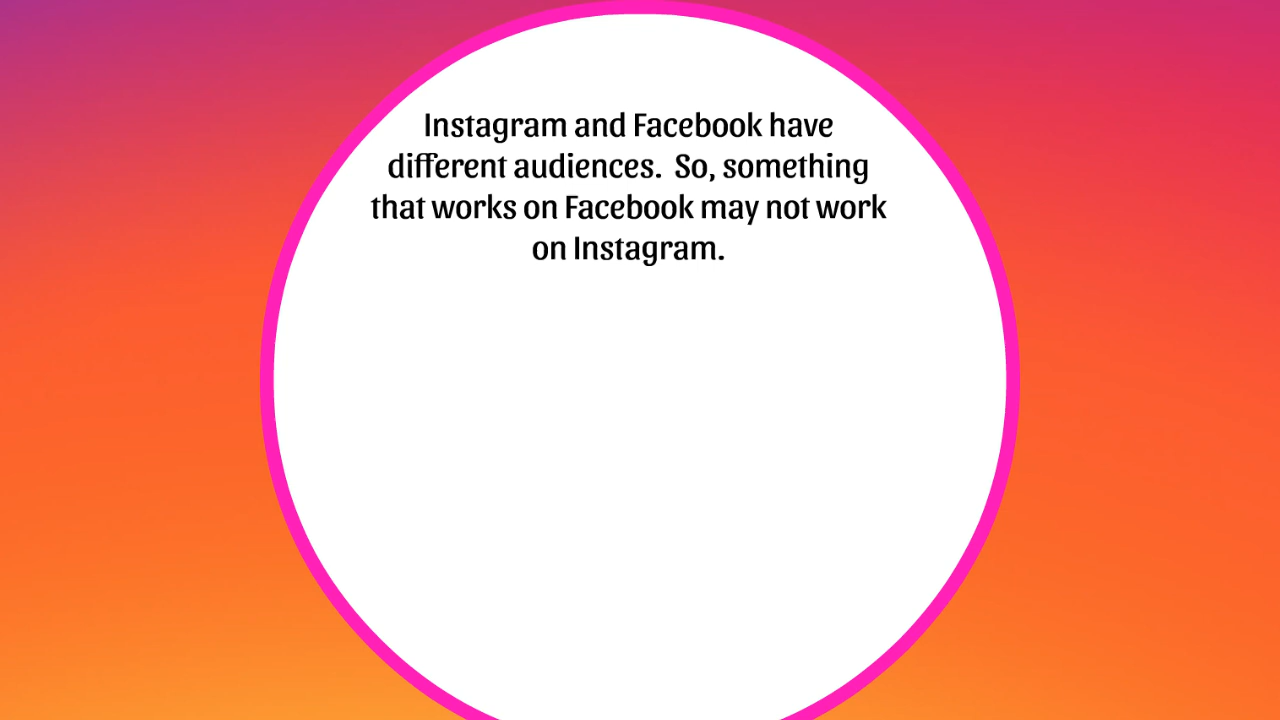 Instagram and Facebook have
different audiences.  So, something
that works on Facebook may not work
on Instagram.